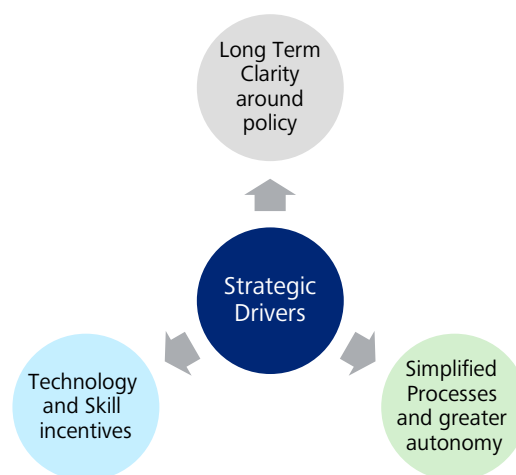 Long Term
Clarity
around
policy
Strategic
Drivers
Technology
and Skill
incentives
Simplified
Processes
and greater
autonomy